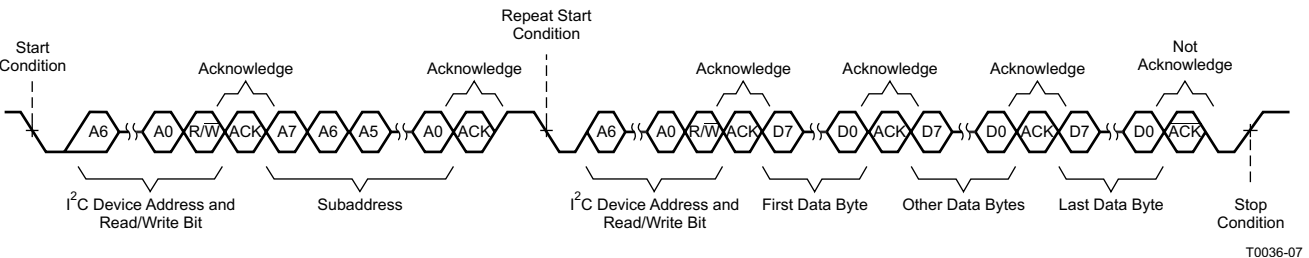 Repeat Start
Condition
Start
Condition
Not
Acknowledge
Acknowledge
Acknowledge
Acknowledge
Acknowledge
Acknowledge
A6 A0 R/W̅ ACK A7 A6 A5 A0 ACK A6 A0 R/W̅ ACK D7 D0 ACK D7 D0 ACK D7 D0 A̅C̅K̅
I²C Device Address and
Read/Write Bit
Subaddress
I²C Device Address and
Read/Write Bit
First Data Byte
Other Data Bytes
Last Data Byte
Stop
Condition
T0036-07